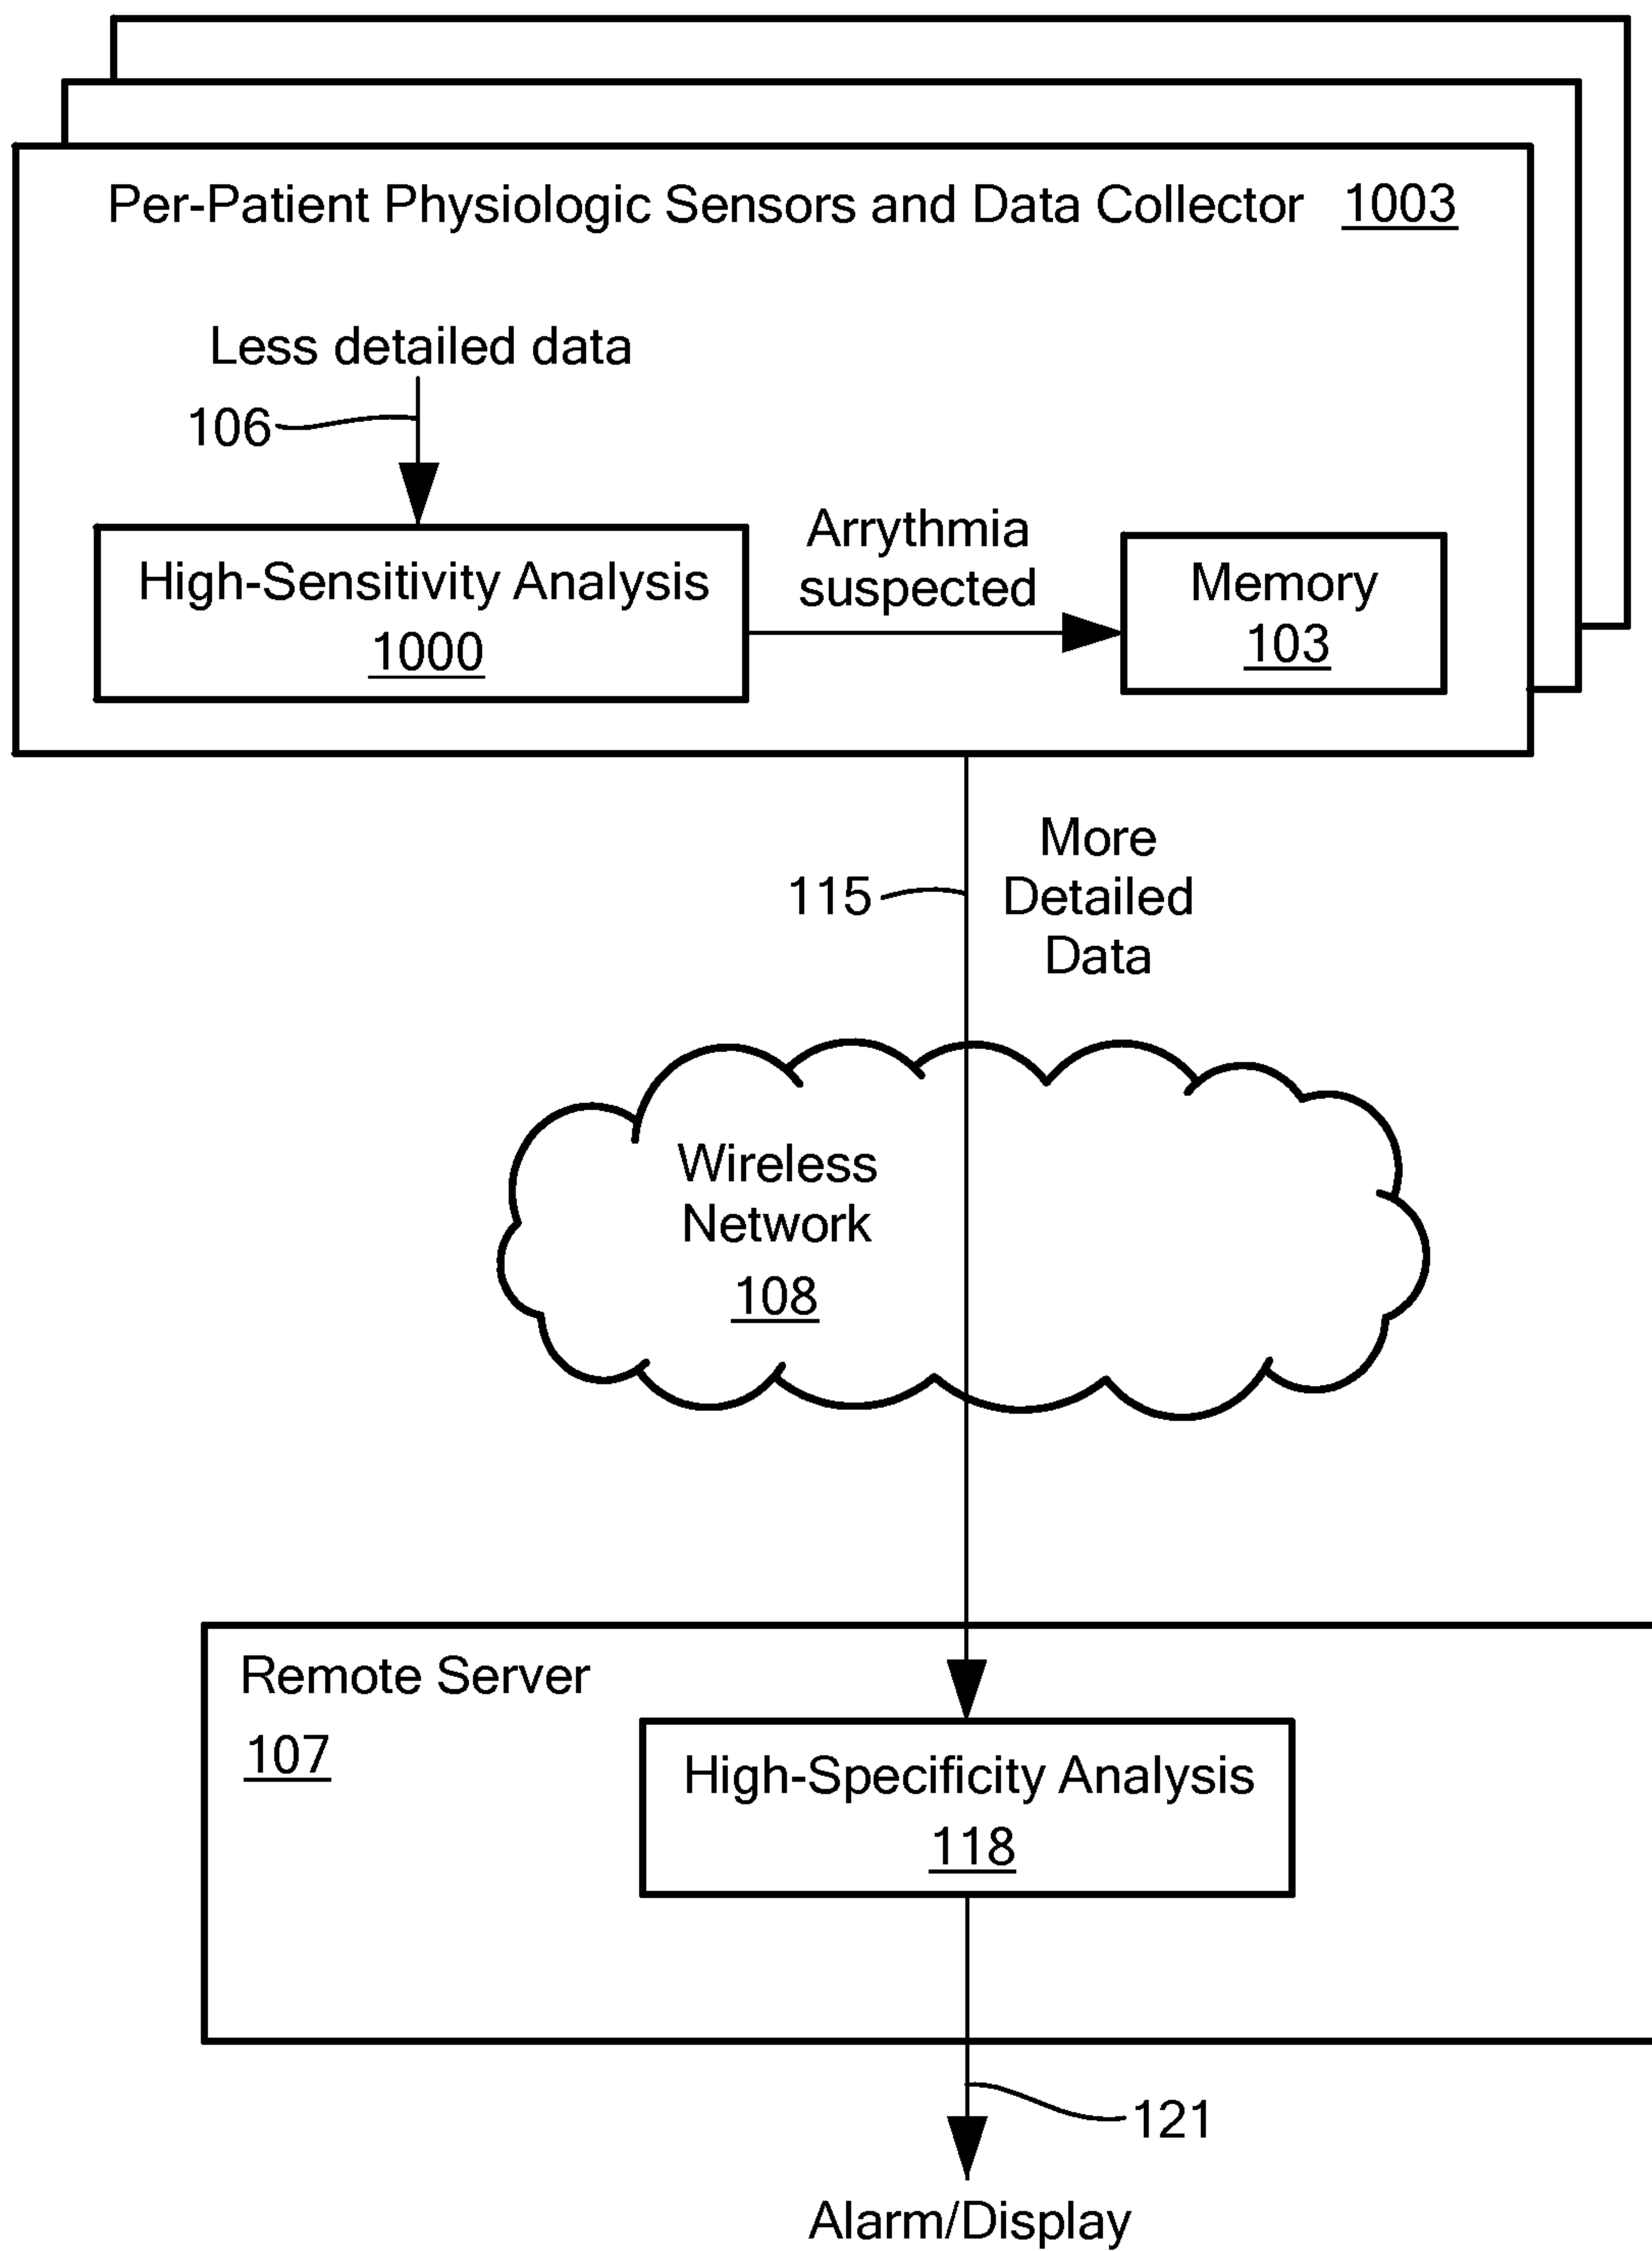 Per-Patient Physiologic Sensors and Data Collector 1003
Less detailed data
106
High-Sensitivity Analysis
1000
Arrythmia
suspected
Memory
103
115
More
Detailed
Data
Wireless
Network
108
Remote Server
107
High-Specificity Analysis
118
121
Alarm/Display